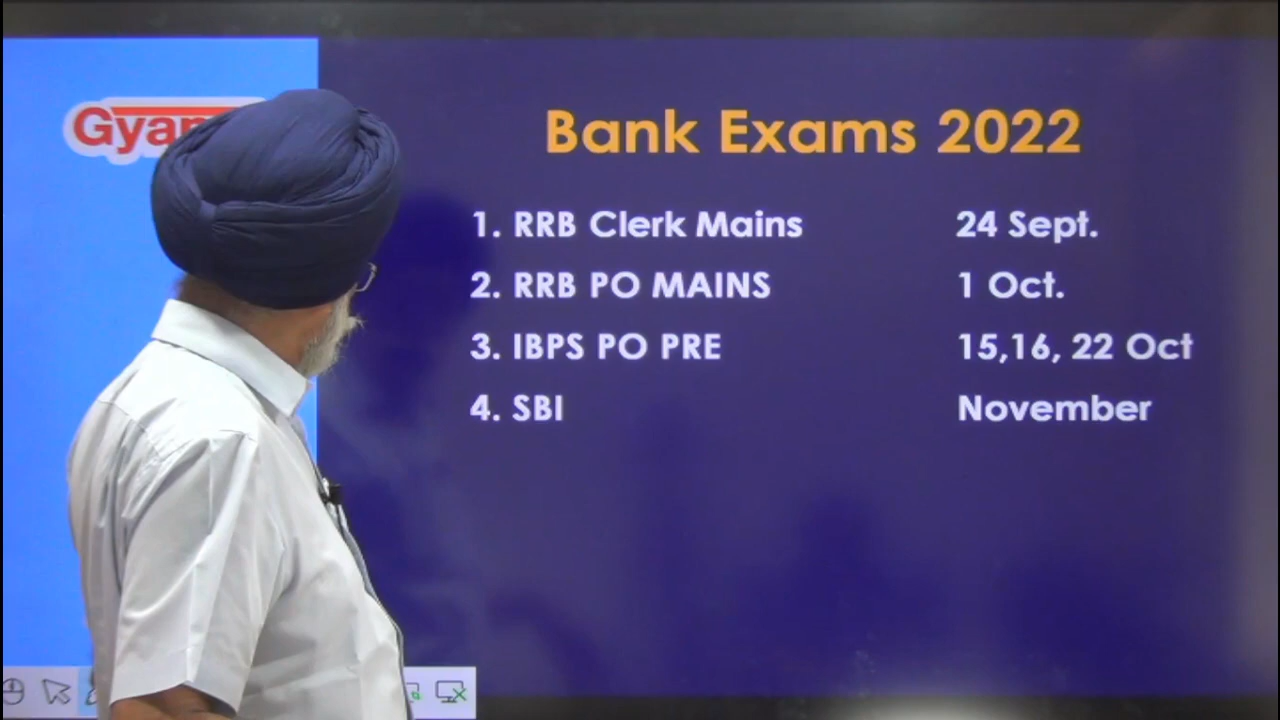 Bank Exams 2022
1. RRB Clerk Mains 24 Sept.
2. RRB PO MAINS 1 Oct.
3. IBPS PO PRE 15,16, 22 Oct
4. SBI November